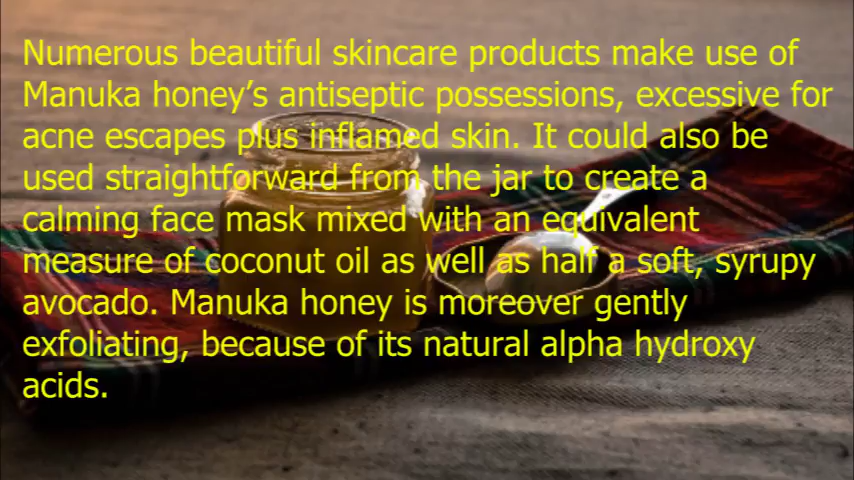 Numerous beautiful skincare products make use of
Manuka honey’s antiseptic possessions, excessive for
acne escapes plus inflamed skin. It could also be
used straightforward from the jar to create a
calming face mask mixed with an equivalent
measure of coconut oil as well as half a soft, syrupy
avocado. Manuka honey is moreover gently
exfoliating, because of its natural alpha hydroxy
acids.